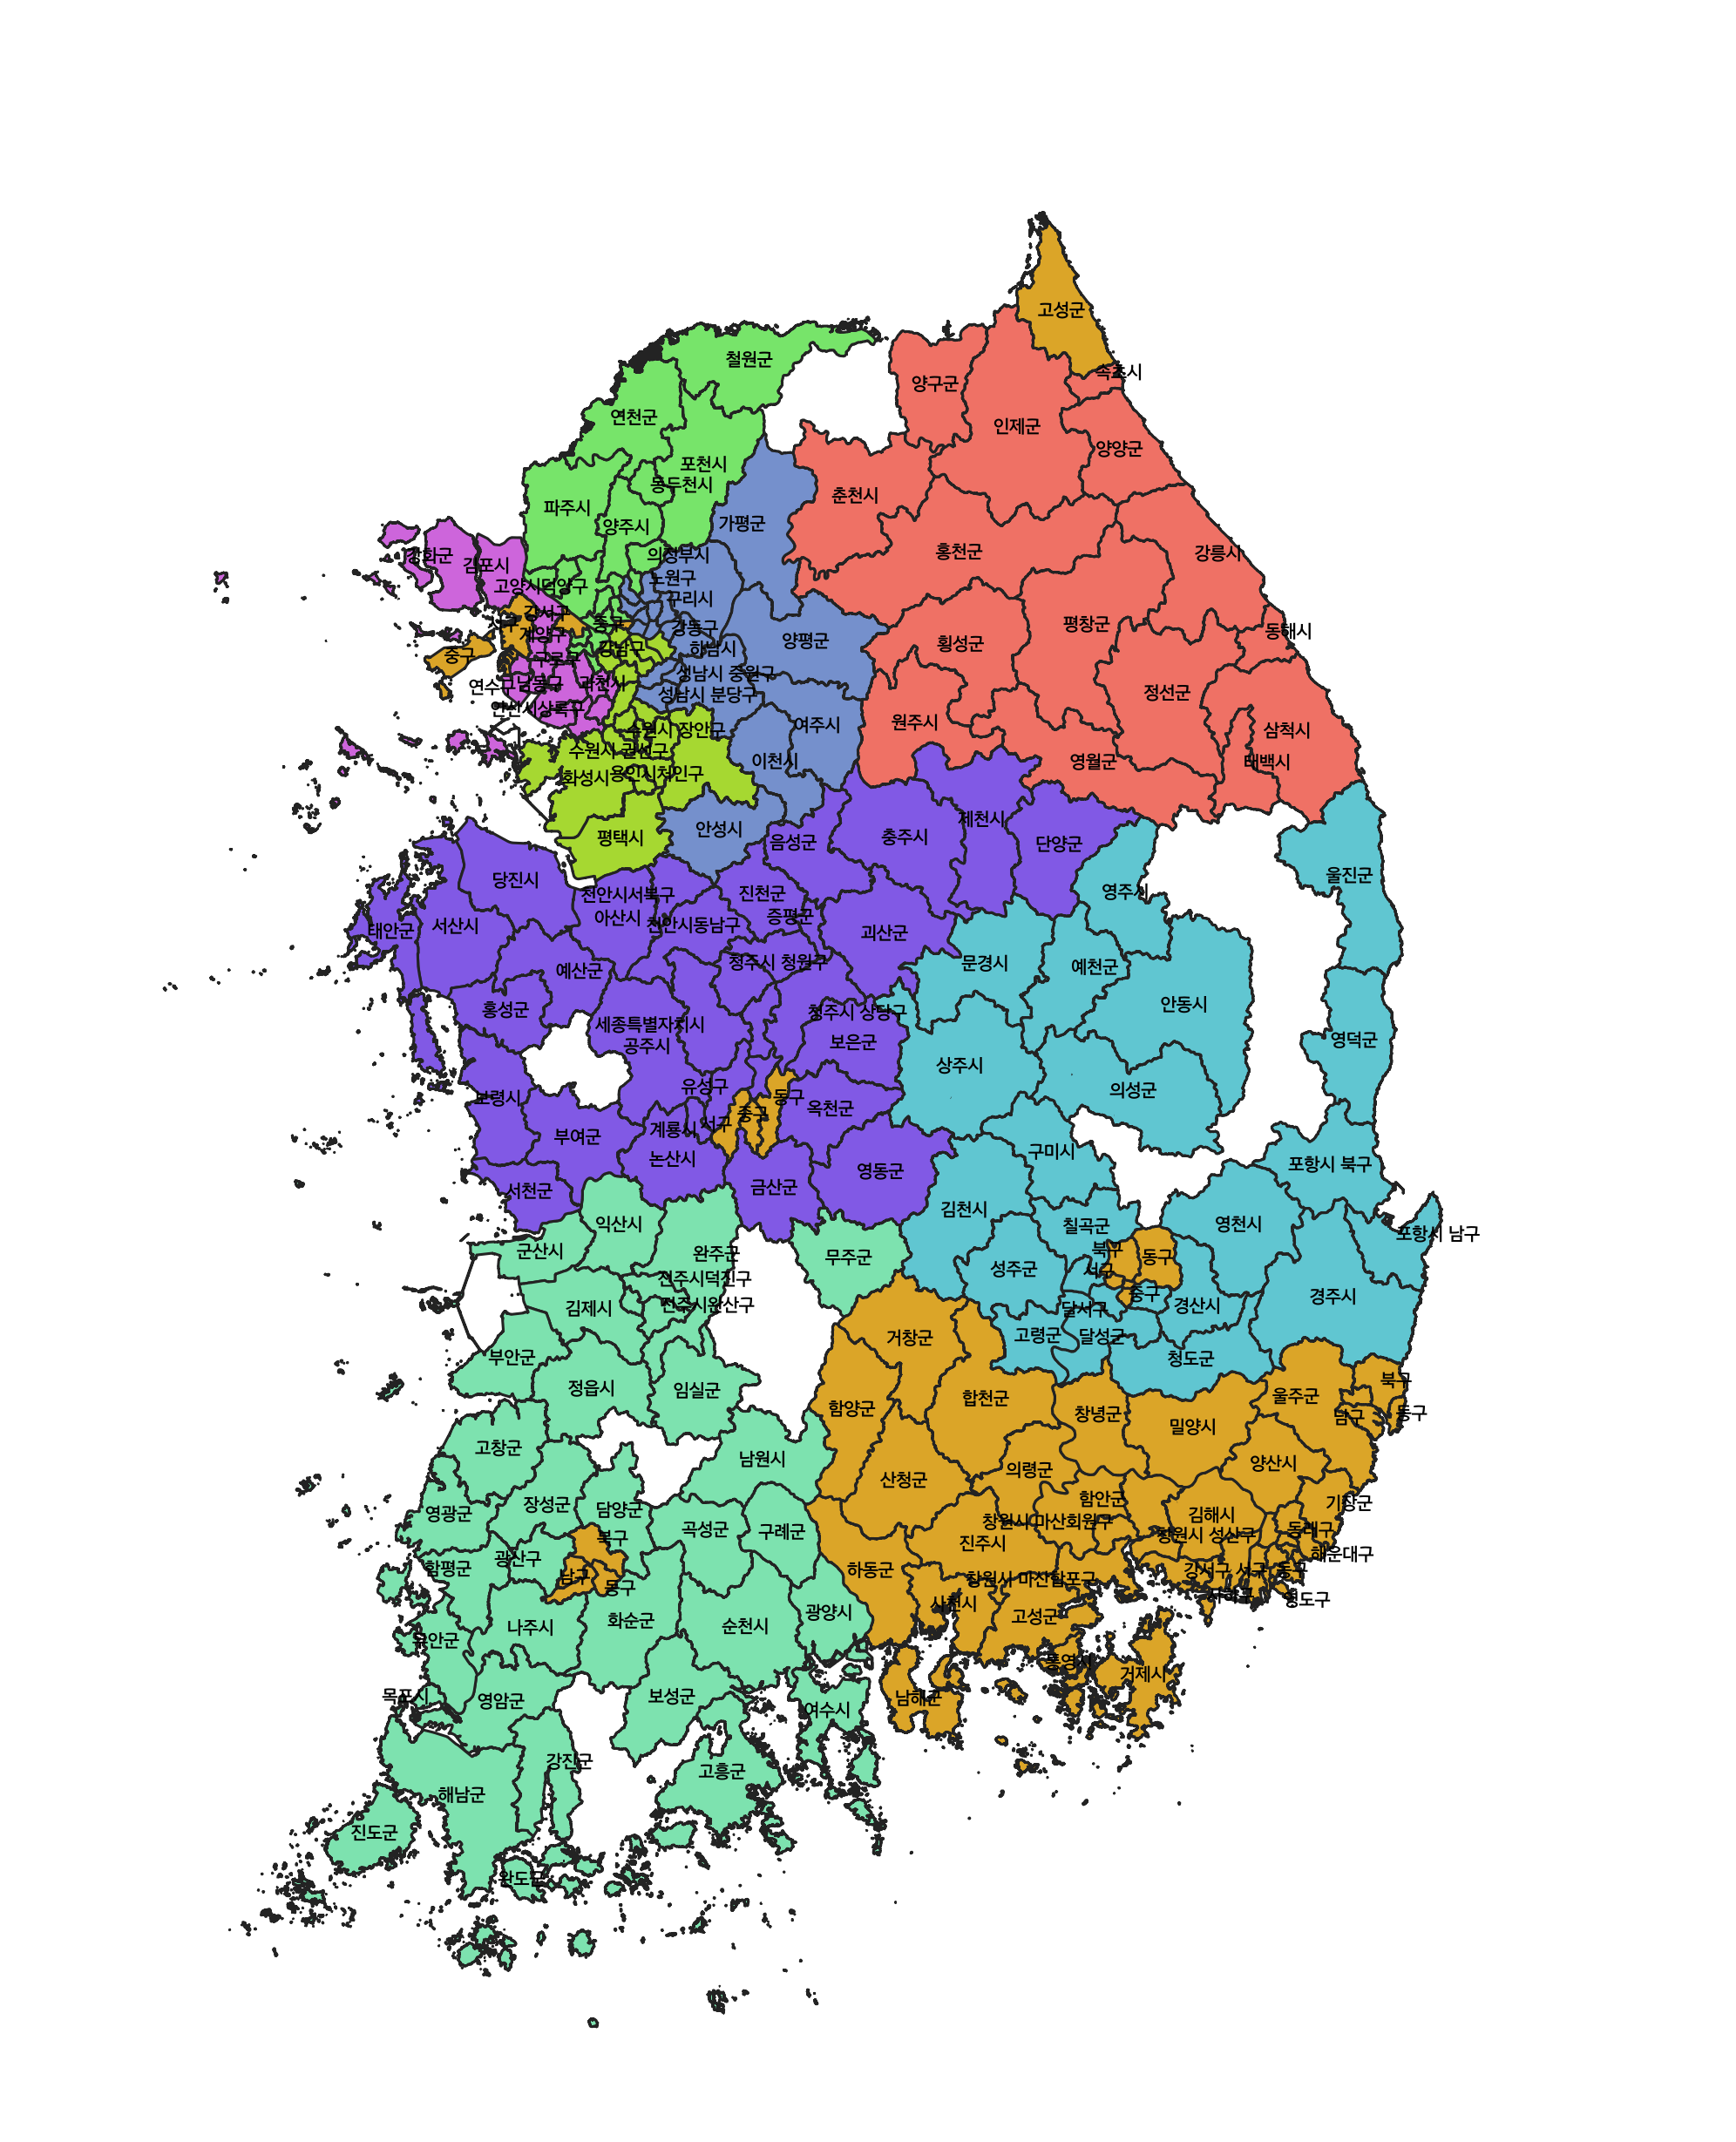 고성군
철원군
속초시
양구군
연천군
인제군
양양군
포천시
동두천시
춘천시
파주시
가평군
양주시
홍천군
강릉시
강화군
김포시
의정부시
노원구
고양시덕양구
구리시
강서구
서구
중구
평창군
강동구
동해시
계양구
양평군
횡성군
강남구
하남시
중구
구로구
성남시 중원구
연수구
남동구
과천시
성남시 분당구
정선군
안산시상록구
원주시
여주시
수원시 장안구
삼척시
수원시 권선구
이천시
영월군
태백시
화성시
용인시처인구
제천시
안성시
평택시
충주시
음성군
단양군
울진군
당진시
천안시서북구
진천군
영주시
아산시
증평군
서산시
천안시동남구
태안군
괴산군
청주시 청원구
문경시
예천군
예산군
안동시
홍성군
청주시 상당구
세종특별자치시
공주시
보은군
영덕군
상주시
유성구
의성군
보령시
동구
옥천군
중구
서구
계룡시
부여군
구미시
논산시
영동군
포항시 북구
금산군
서천군
김천시
익산시
칠곡군
영천시
포항시 남구
군산시
완주군
무주군
북구
동구
성주군
서구
전주시덕진구
중구
경주시
전주시완산구
김제시
달서구
경산시
거창군
고령군
달성군
부안군
청도군
정읍시
임실군
북구
울주군
합천군
함양군
창녕군
동구
남구
밀양시
고창군
남원시
양산시
의령군
산청군
함안군
기장군
장성군
담양군
영광군
김해시
창원시 마산회원구
곡성군
구례군
동래구
북구
창원시 성산구
진주시
해운대구
광산구
함평군
하동군
강서구
서구
동구
남구
창원시 마산합포구
동구
사하구
영도구
사천시
광양시
고성군
화순군
나주시
순천시
무안군
통영시
거제시
목포시
보성군
남해군
영암군
여수시
강진군
고흥군
해남군
진도군
완도군